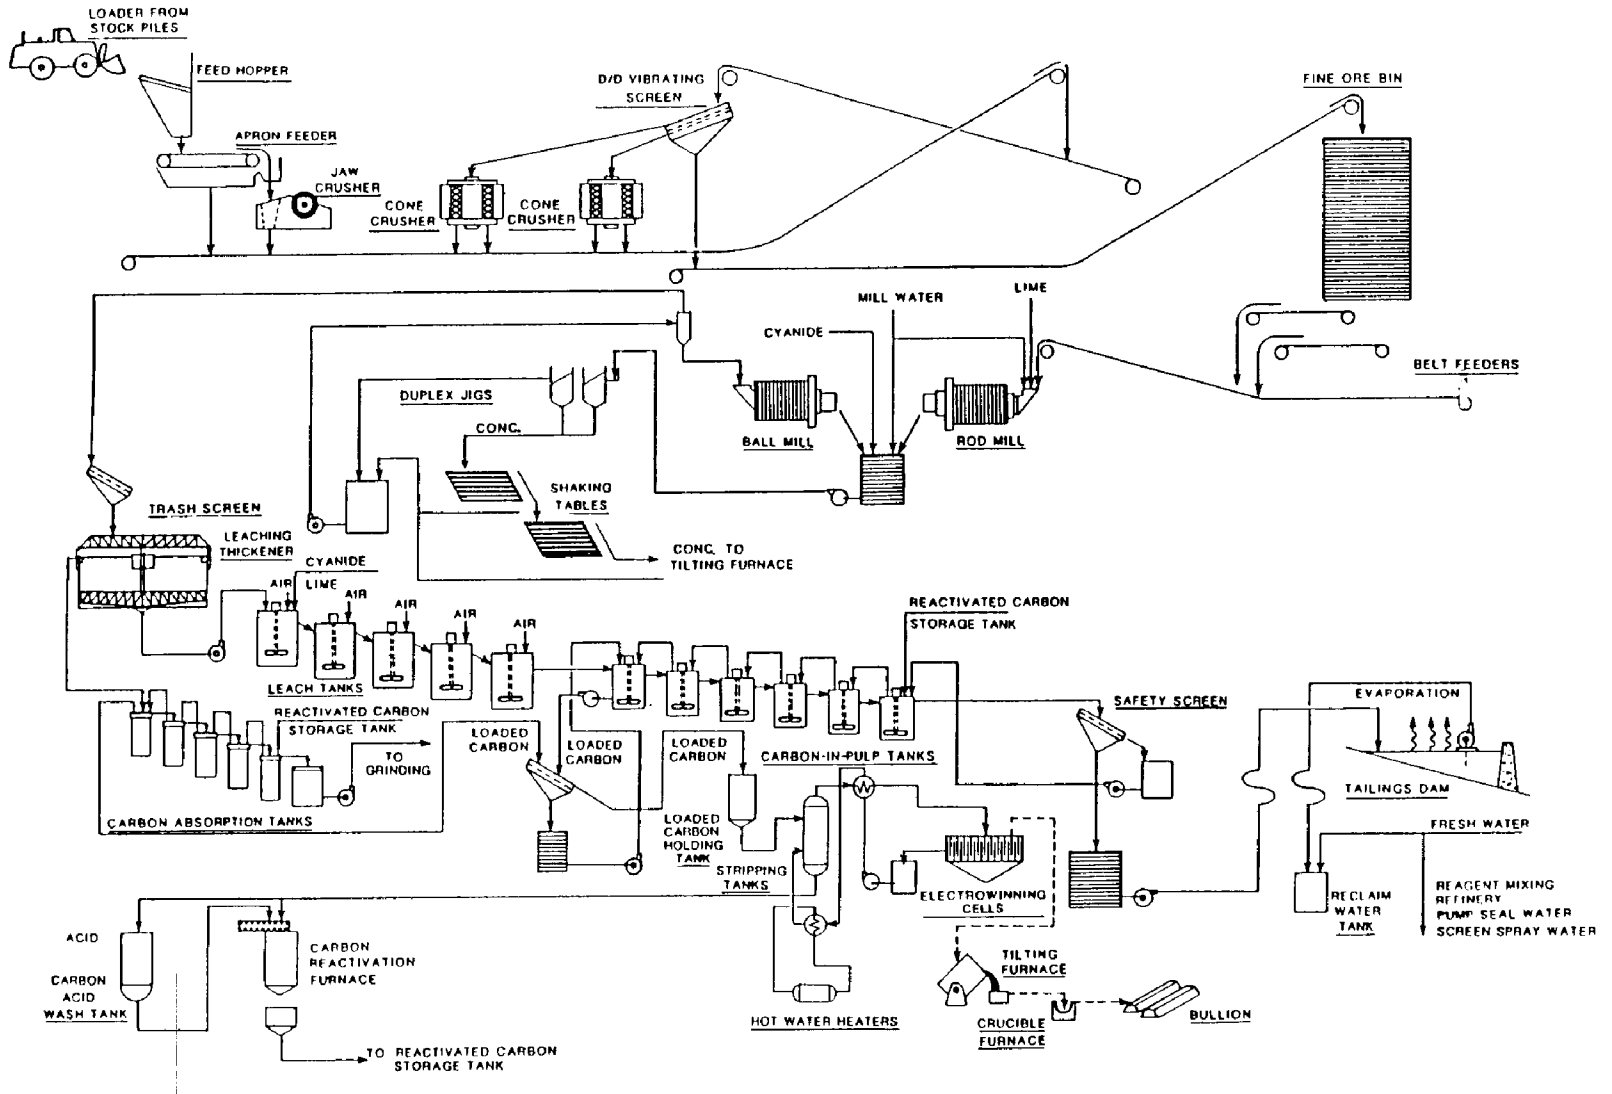 LOADER FROM
STOCK PILES
FEED HOPPER
APRON FEEDER
JAW
CRUSHER
CONE
CRUSHER
CONE
CRUSHER
D/D VIBRATING
SCREEN
FINE ORE BIN
MILL WATER
LIME
CYANIDE
BELT FEEDERS
DUPLEX JIGS
CONC.
BALL MILL
ROD MILL
SHAKING
TABLES
CONC. TO
TILTING FURNACE
TRASH SCREEN
LEACHING
THICKENER
CYANIDE
AIR
LIME
AIR
AIR
AIR
AIR
LEACH TANKS
REACTIVATED CARBON
STORAGE TANK
REACTIVATED CARBON
STORAGE TANK
TO
GRINDING
CARBON ABSORPTION TANKS
LOADED
CARBON
LOADED
CARBON
LOADED
CARBON
CARBON-IN-PULP TANKS
SAFETY SCREEN
EVAPORATION
TAILINGS DAM
FRESH WATER
LOADED
CARBON
HOLDING
TANK
STRIPPING
TANKS
ELECTROWINNING
CELLS
RECLAIM
WATER
TANK
REAGENT MIXING
REFINERY
PUMP SEAL WATER
SCREEN SPRAY WATER
ACID
CARBON
ACID
WASH TANK
CARBON
REACTIVATION
FURNACE
TO REACTIVATED CARBON
STORAGE TANK
HOT WATER HEATERS
TILTING
FURNACE
CRUCIBLE
FURNACE
BULLION